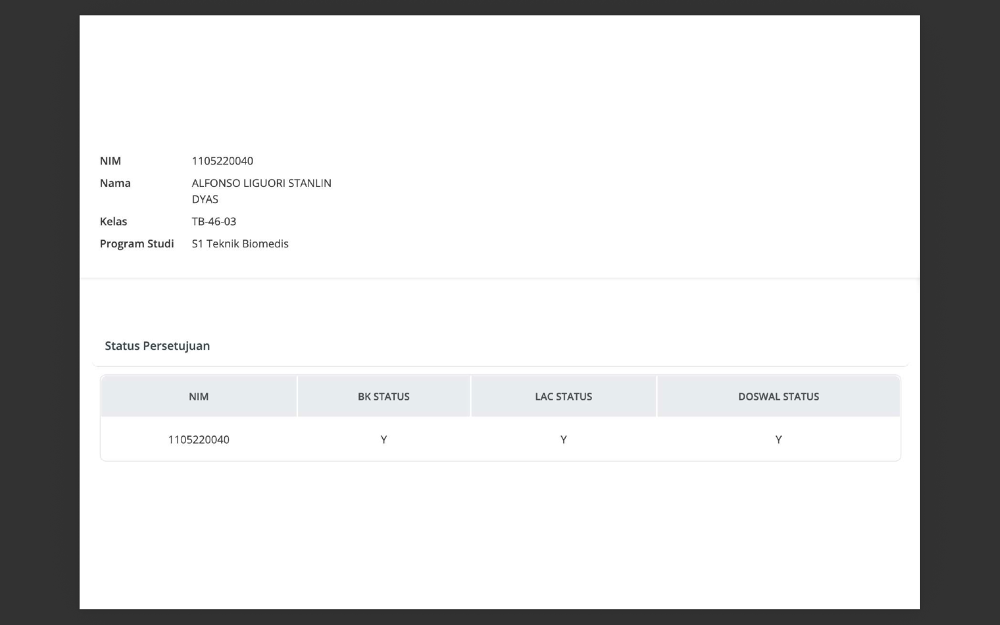 NIM 1105220040
Nama ALFONSO LIGUORI STANLIN
DYAS
Kelas TB-46-03
Program Studi S1 Teknik Biomedis
Status Persetujuan
NIM BK STATUS LAC STATUS DOSWAL STATUS
1105220040 Y Y Y